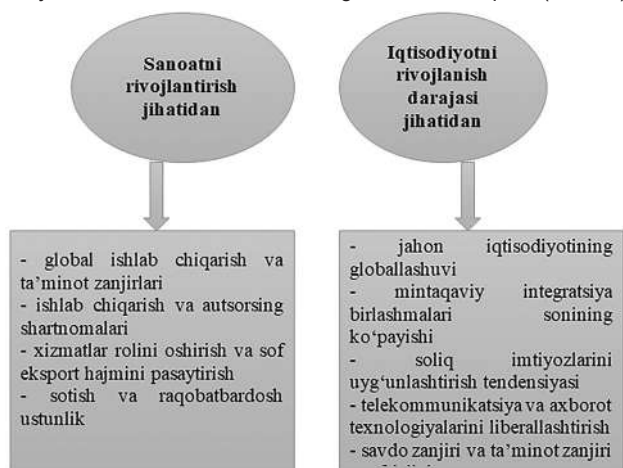 Sanoatni
rivojlantirish
jihatidan
Iqtisodiyotni
rivojlanish
darajasi
jihatidan
- global ishlab chiqarish va
ta’minot zanjirlari
- ishlab chiqarish va autsorsing
shartnomalari
- xizmatlar rolini oshirish va sof
eksport hajmini pasaytirish
- sotish va raqobatbardosh
ustunlik
- jahon iqtisodiyotining
globallashuvi
- mintaqaviy integratsiya
birlashmalari sonining
ko‘payishi
- soliq imtiyozlarini
uyg‘unlashtirish tendensiyasi
- telekommunikatsiya va axborot
texnologiyalarini liberallashtirish
- savdo zanjiri va ta’minot zanjiri